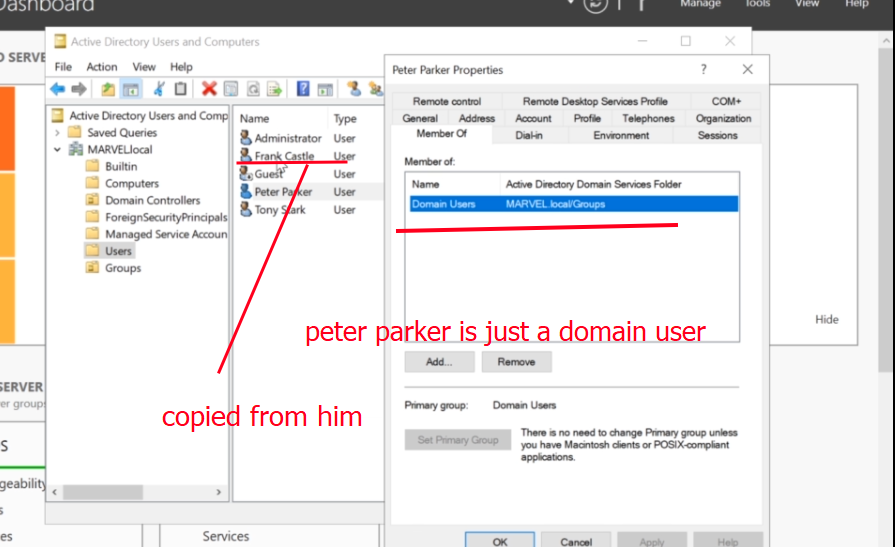 Dashboard
Manage Tools View Help
D SERVE
Active Directory Users and Computers
File Action View Help
Active Directory Users and Comp
Saved Queries
MARVEL.local
Builtin
Computers
Domain Controllers
ForeignSecurityPrincipals
Managed Service Accoun
Users
Groups
Name Type
Administrator User
Frank Castle User
Guest User
Peter Parker User
Tony Stark User
Peter Parker Properties
Remote control Remote Desktop Services Profile COM+
General Address Account Profile Telephones Organization
Member Of Dial-in Environment Sessions
Member of:
Name Active Directory Domain Services Folder
Domain Users MARVEL.local/Groups
peter parker is just a domain user
copied from him
Add... Remove
Primary group: Domain Users
Set Primary Group
There is no need to change Primary group unless
you have Macintosh clients or POSIX-compliant
applications.
OK Cancel Apply Help
Hide
SERVER
er groups
S
geability
s
es
Services